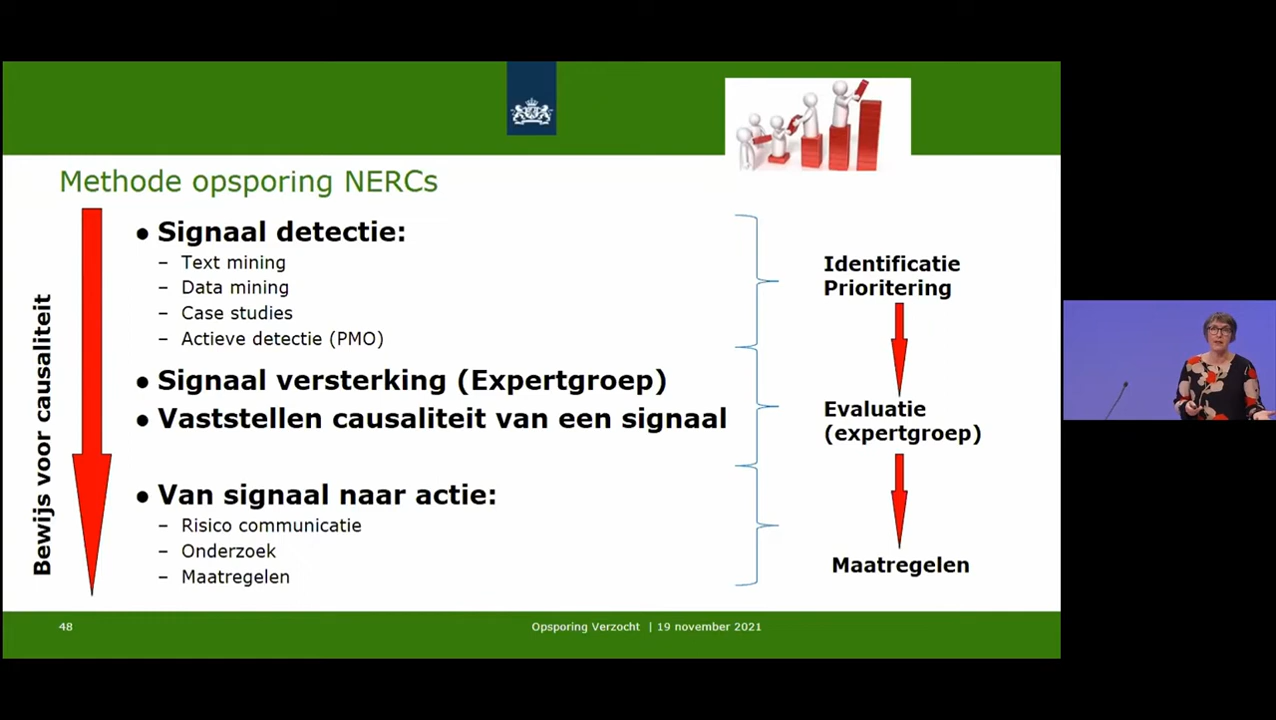 Methode opsporing NERCs
Bewijs voor causaliteit
● Signaal detectie:
– Text mining
– Data mining
– Case studies
– Actieve detectie (PMO)
● Signaal versterking (Expertgroep)
● Vaststellen causaliteit van een signaal
● Van signaal naar actie:
– Risico communicatie
– Onderzoek
– Maatregelen
Identificatie
Prioritering
Evaluatie
(expertgroep)
Maatregelen
48
Opsporing Verzocht | 19 november 2021